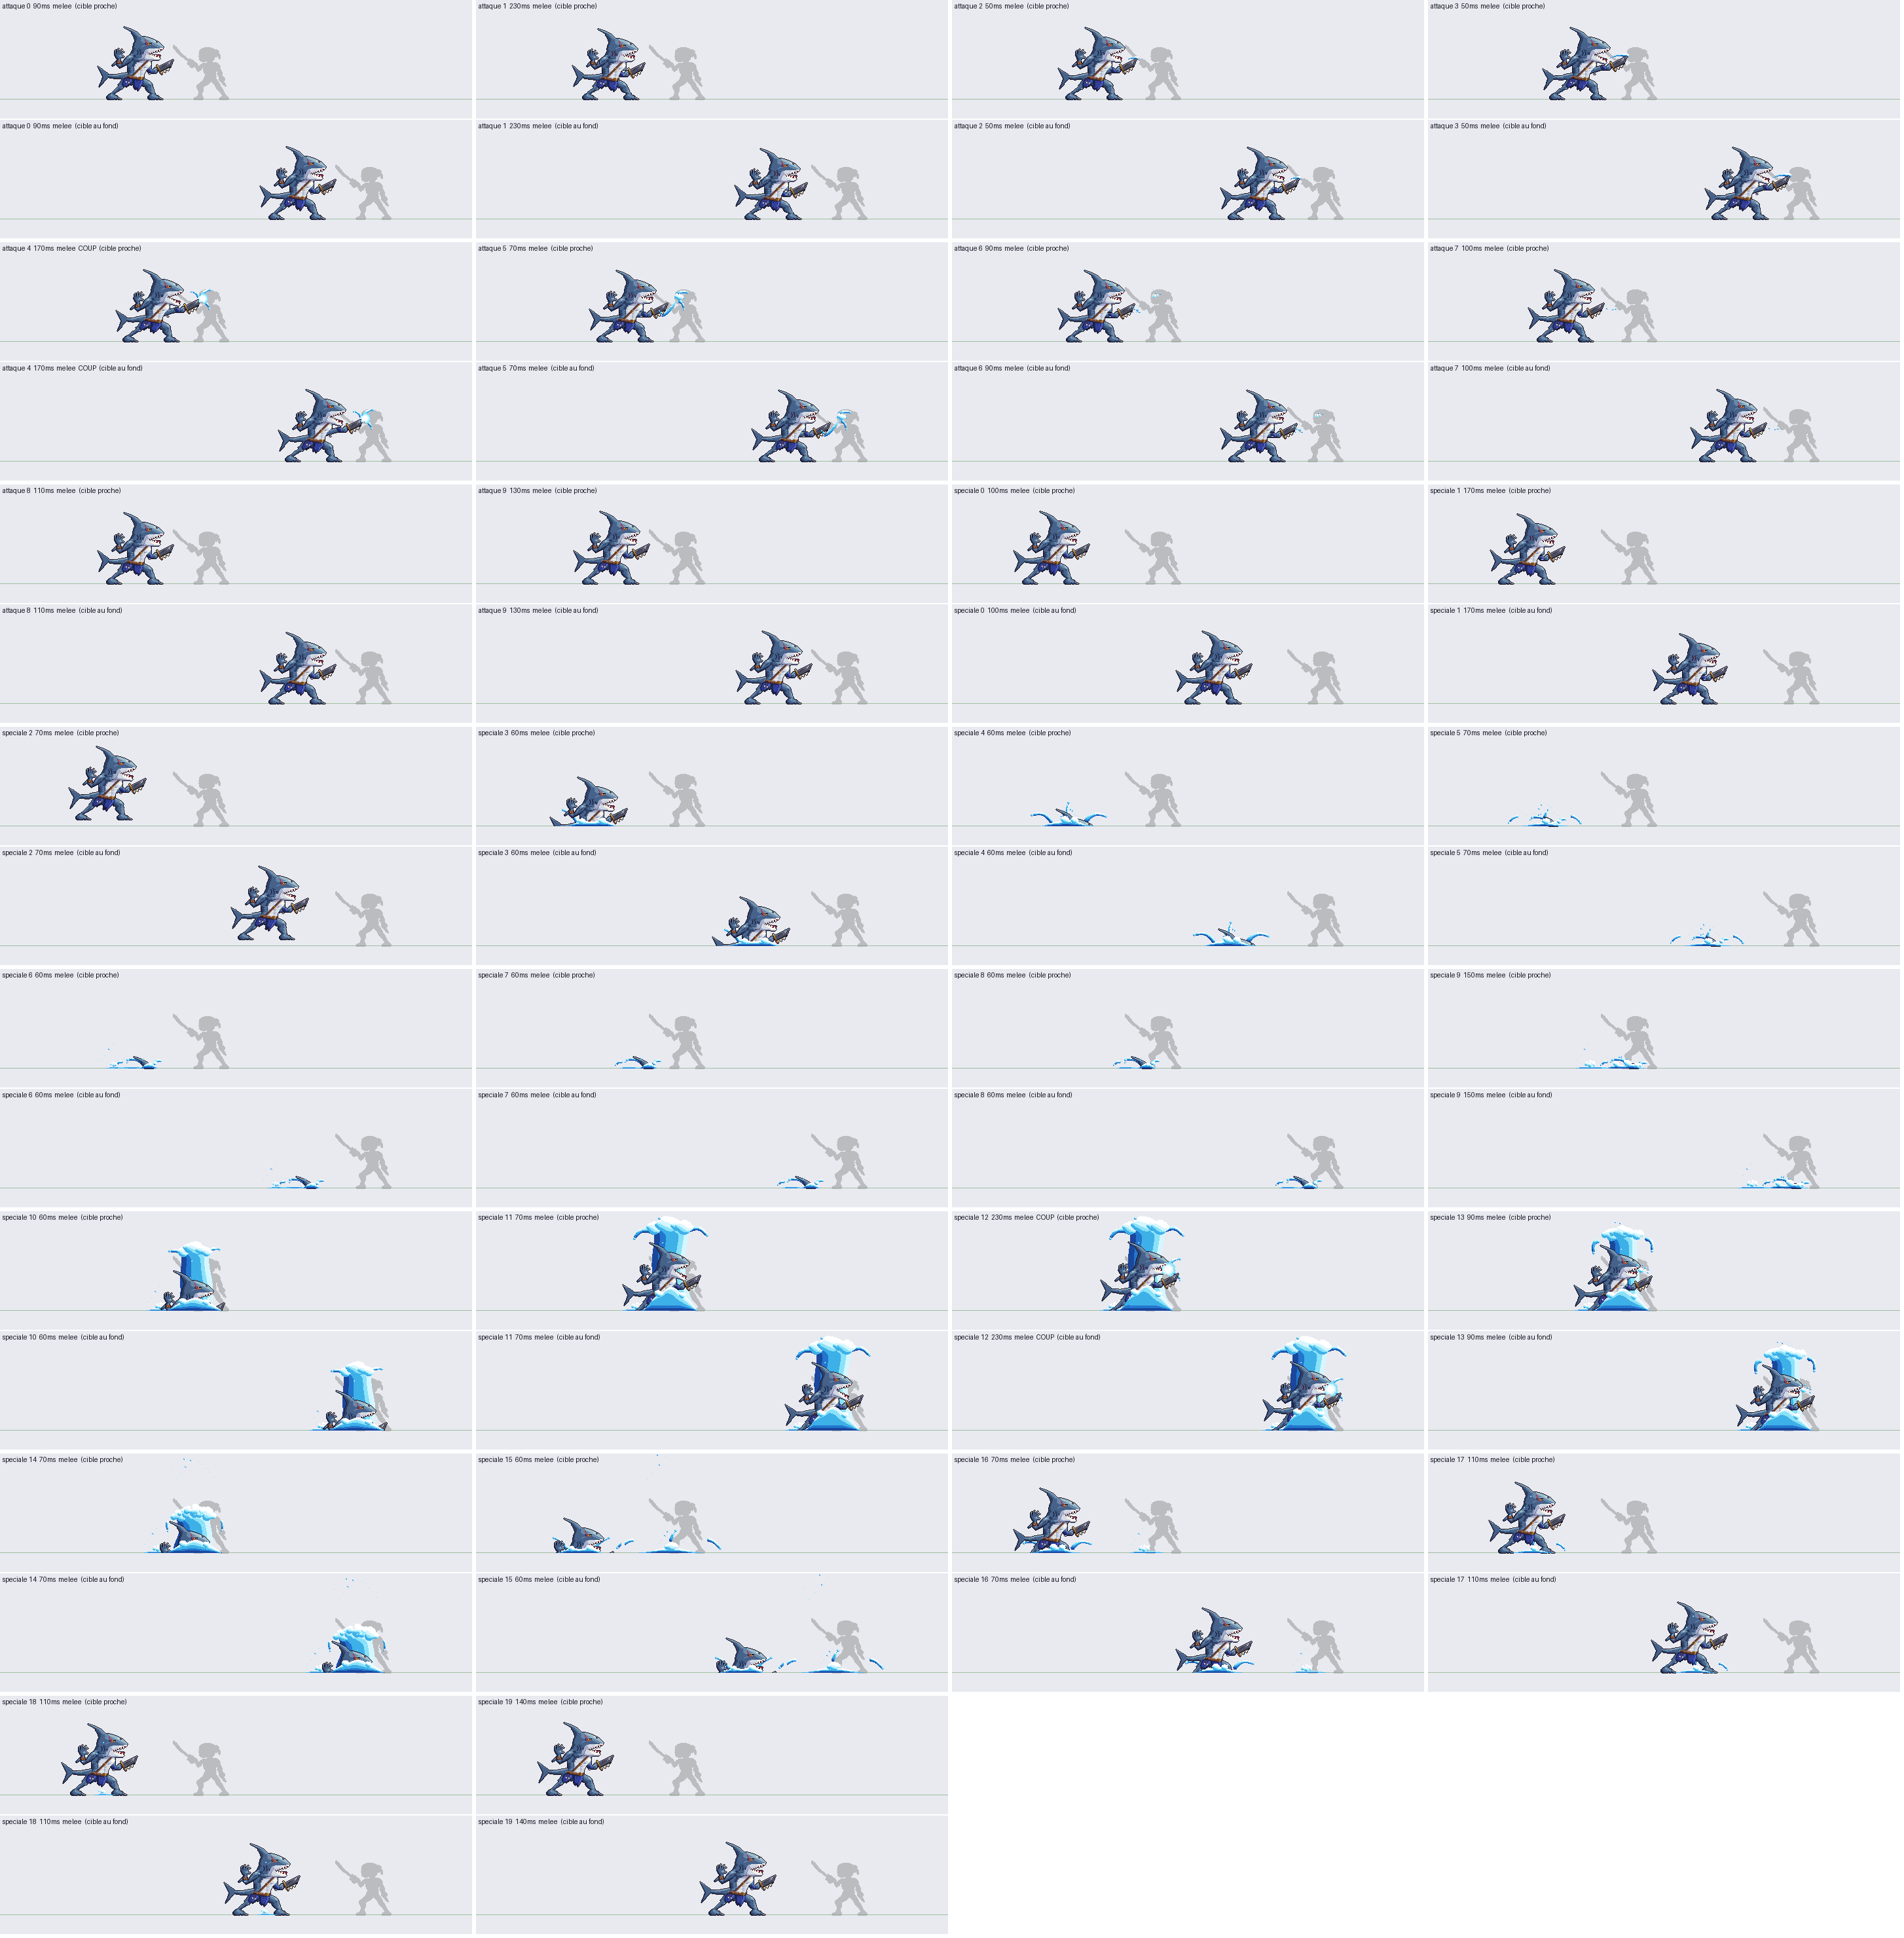 attaque 0 90ms melee (cible proche)
attaque 1 230ms melee (cible proche)
attaque 2 50ms melee (cible proche)
attaque 3 50ms melee (cible proche)
attaque 0 90ms melee (cible au fond)
attaque 1 230ms melee (cible au fond)
attaque 2 50ms melee (cible au fond)
attaque 3 50ms melee (cible au fond)
attaque 4 170ms melee COUP (cible proche)
attaque 5 70ms melee (cible proche)
attaque 6 90ms melee (cible proche)
attaque 7 100ms melee (cible proche)
attaque 4 170ms melee COUP (cible au fond)
attaque 5 70ms melee (cible au fond)
attaque 6 90ms melee (cible au fond)
attaque 7 100ms melee (cible au fond)
attaque 8 110ms melee (cible proche)
attaque 9 130ms melee (cible proche)
speciale 0 100ms melee (cible proche)
speciale 1 170ms melee (cible proche)
attaque 8 110ms melee (cible au fond)
attaque 9 130ms melee (cible au fond)
speciale 0 100ms melee (cible au fond)
speciale 1 170ms melee (cible au fond)
speciale 2 70ms melee (cible proche)
speciale 3 60ms melee (cible proche)
speciale 4 60ms melee (cible proche)
speciale 5 70ms melee (cible proche)
speciale 2 70ms melee (cible au fond)
speciale 3 60ms melee (cible au fond)
speciale 4 60ms melee (cible au fond)
speciale 5 70ms melee (cible au fond)
speciale 6 60ms melee (cible proche)
speciale 7 60ms melee (cible proche)
speciale 8 60ms melee (cible proche)
speciale 9 150ms melee (cible proche)
speciale 6 60ms melee (cible au fond)
speciale 7 60ms melee (cible au fond)
speciale 8 60ms melee (cible au fond)
speciale 9 150ms melee (cible au fond)
speciale 10 60ms melee (cible proche)
speciale 11 70ms melee (cible proche)
speciale 12 230ms melee COUP (cible proche)
speciale 13 90ms melee (cible proche)
speciale 10 60ms melee (cible au fond)
speciale 11 70ms melee (cible au fond)
speciale 12 230ms melee COUP (cible au fond)
speciale 13 90ms melee (cible au fond)
speciale 14 70ms melee (cible proche)
speciale 15 60ms melee (cible proche)
speciale 16 70ms melee (cible proche)
speciale 17 110ms melee (cible proche)
speciale 14 70ms melee (cible au fond)
speciale 15 60ms melee (cible au fond)
speciale 16 70ms melee (cible au fond)
speciale 17 110ms melee (cible au fond)
speciale 18 110ms melee (cible proche)
speciale 19 140ms melee (cible proche)
speciale 18 110ms melee (cible au fond)
speciale 19 140ms melee (cible au fond)